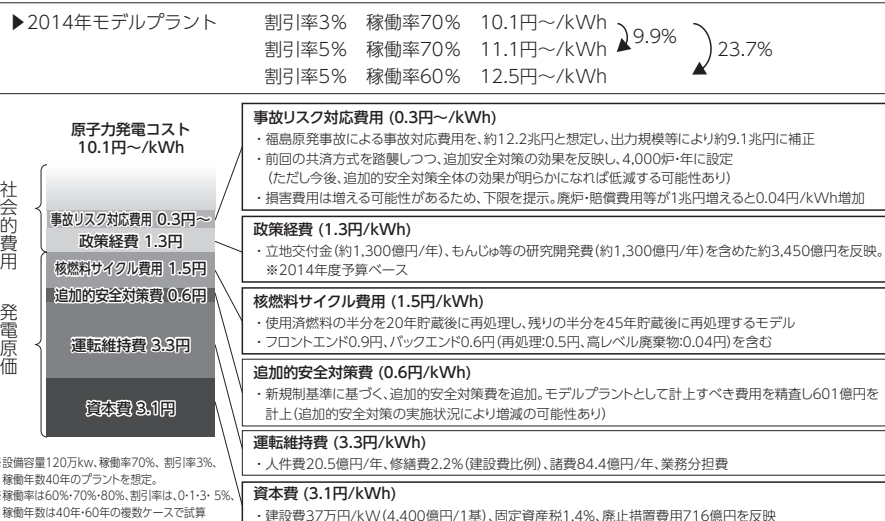 ▶2014年モデルプラント
割引率3% 稼働率70% 10.1円～/kWh
割引率5% 稼働率70% 11.1円～/kWh
割引率5% 稼働率60% 12.5円～/kWh
9.9%
23.7%
原子力発電コスト
10.1円～/kWh
社会的費用
発電原価
事故リスク対応費用 0.3円～
政策経費 1.3円
核燃料サイクル費用 1.5円
追加的安全対策費 0.6円
運転維持費 3.3円
資本費 3.1円
事故リスク対応費用 (0.3円～/kWh)
・福島原発事故による事故対応費用を、約12.2兆円と想定し、出力規模等により約9.1兆円に補正
・前回の共済方式を踏襲しつつ、追加安全対策の効果を反映し、4,000炉・年に設定
(ただし今後、追加的安全対策全体の効果が明らかになれば低減する可能性あり)
・損害費用は増える可能性があるため、下限を提示。廃炉・賠償費用等が1兆円増えると0.04円/kWh増加
政策経費 (1.3円/kWh)
・立地交付金(約1,300億円/年)、もんじゅ等の研究開発費(約1,300億円/年)を含めた約3,450億円を反映。
※2014年度予算ベース
核燃料サイクル費用 (1.5円/kWh)
・使用済燃料の半分を20年貯蔵後に再処理し、残りの半分を45年貯蔵後に再処理するモデル
・フロントエンド0.9円、バックエンド0.6円(再処理:0.5円、高レベル廃棄物:0.04円)を含む
追加的安全対策費 (0.6円/kWh)
・新規制基準に基づく、追加的安全対策費を追加。モデルプラントとして計上すべき費用を精査し601億円を
計上(追加的安全対策の実施状況により増減の可能性あり)
運転維持費 (3.3円/kWh)
・人件費20.5億円/年、修繕費2.2%(建設費比例)、諸費84.4億円/年、業務分担費
資本費 (3.1円/kWh)
・建設費37万円/kW(4,400億円/1基)、固定資産税1.4%、廃止措置費用716億円を反映
設備容量120万kw、稼働率70%、割引率3%、
稼働年数40年のプラントを想定。
稼働率は60%・70%・80%、割引率は、0・1・3・5%、
稼働年数は40年・60年の複数ケースで試算